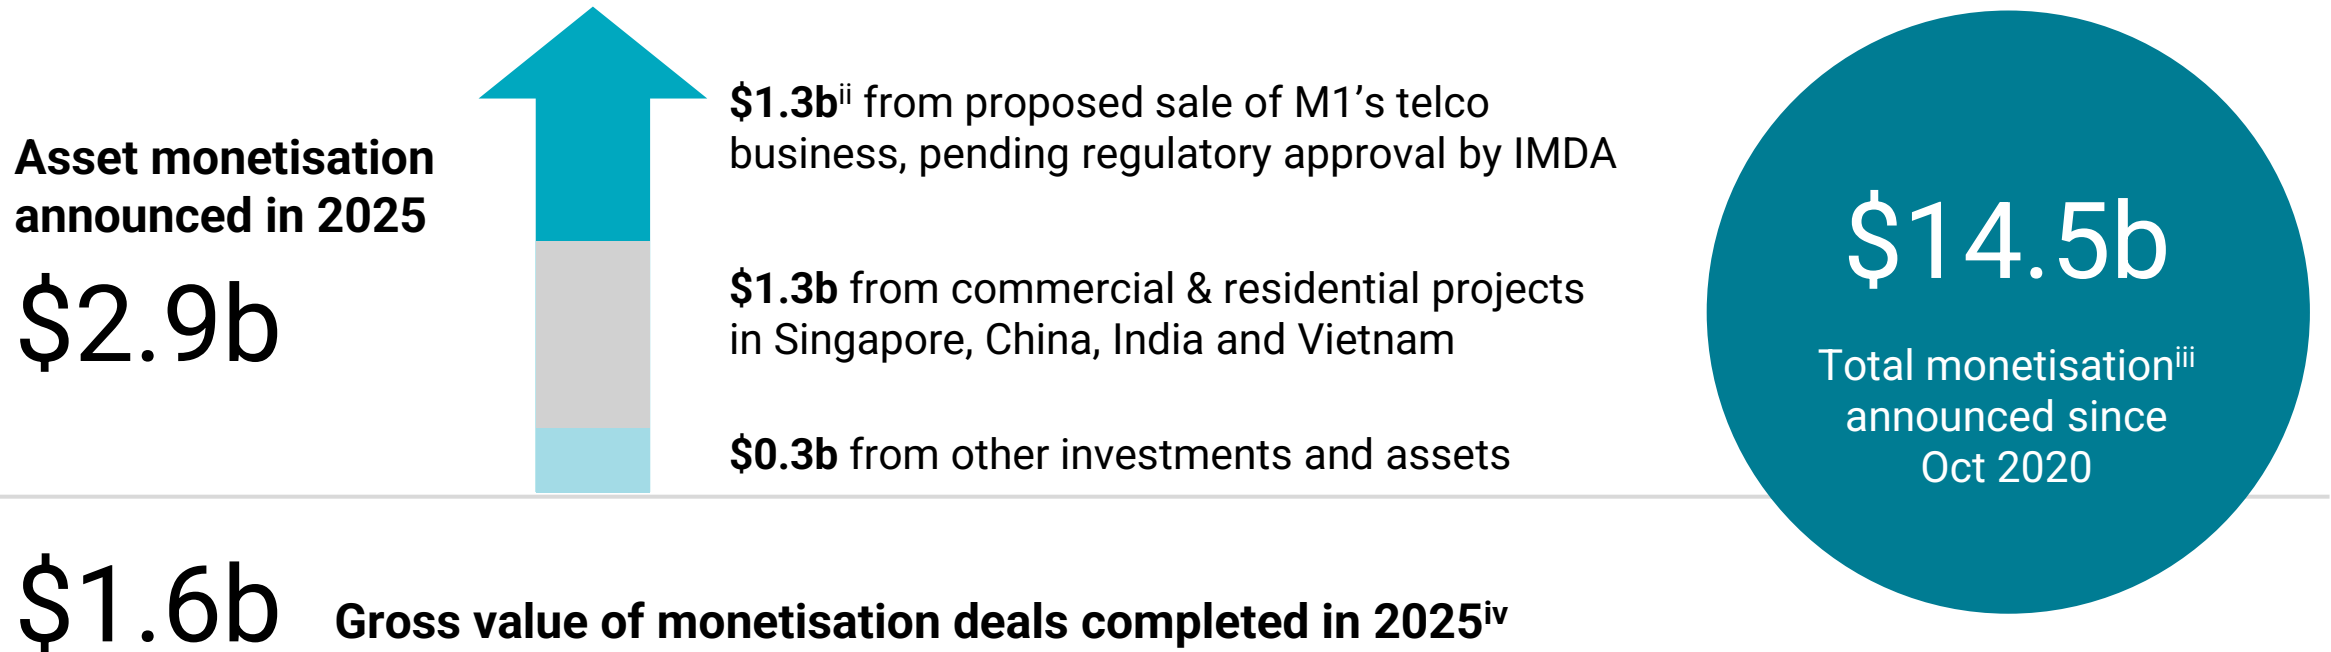 Asset monetisation
announced in 2025
$2.9b
$1.3bⁱⁱ from proposed sale of M1’s telco
business, pending regulatory approval by IMDA
$1.3b from commercial & residential projects
in Singapore, China, India and Vietnam
$0.3b from other investments and assets
$14.5b
Total monetisationⁱⁱⁱ
announced since
Oct 2020
$1.6b
Gross value of monetisation deals completed in 2025ⁱᵛ